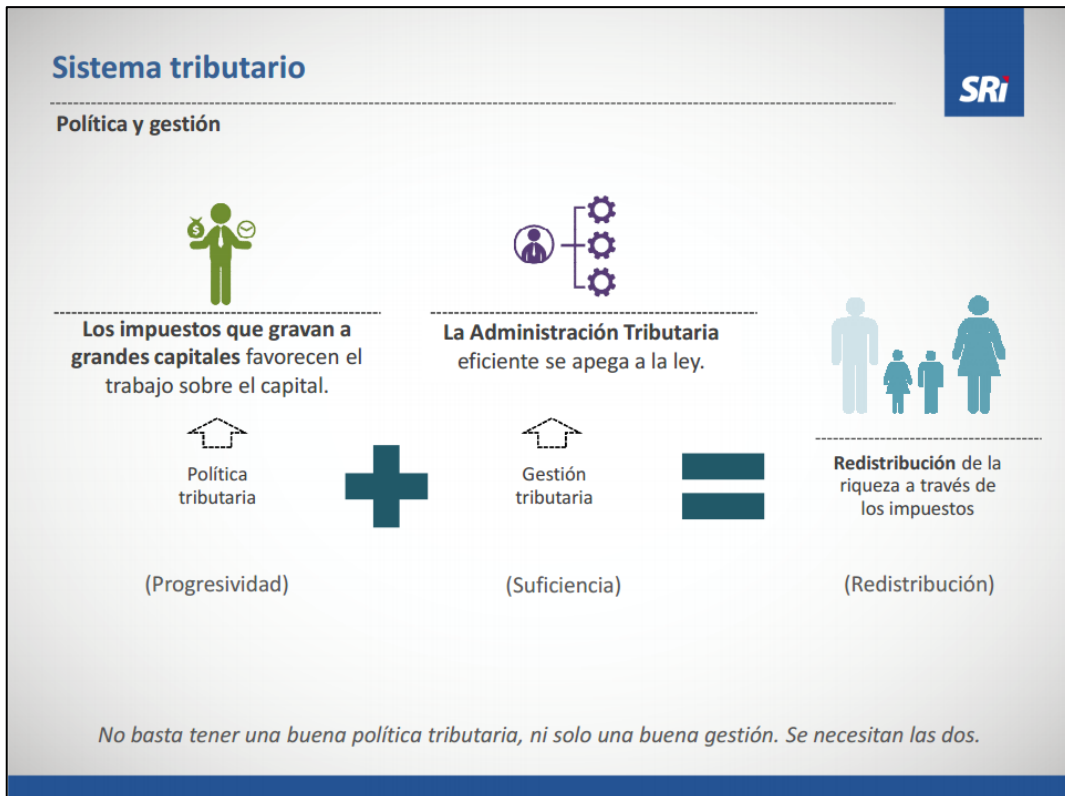 Sistema tributario
SRi
Política y gestión
$
Los impuestos que gravan a
grandes capitales favorecen el
trabajo sobre el capital.
La Administración Tributaria
eficiente se apega a la ley.
Política
tributaria
Gestión
tributaria
Redistribución de la
riqueza a través de
los impuestos
(Progresividad)
(Suficiencia)
(Redistribución)
No basta tener una buena política tributaria, ni solo una buena gestión. Se necesitan las dos.